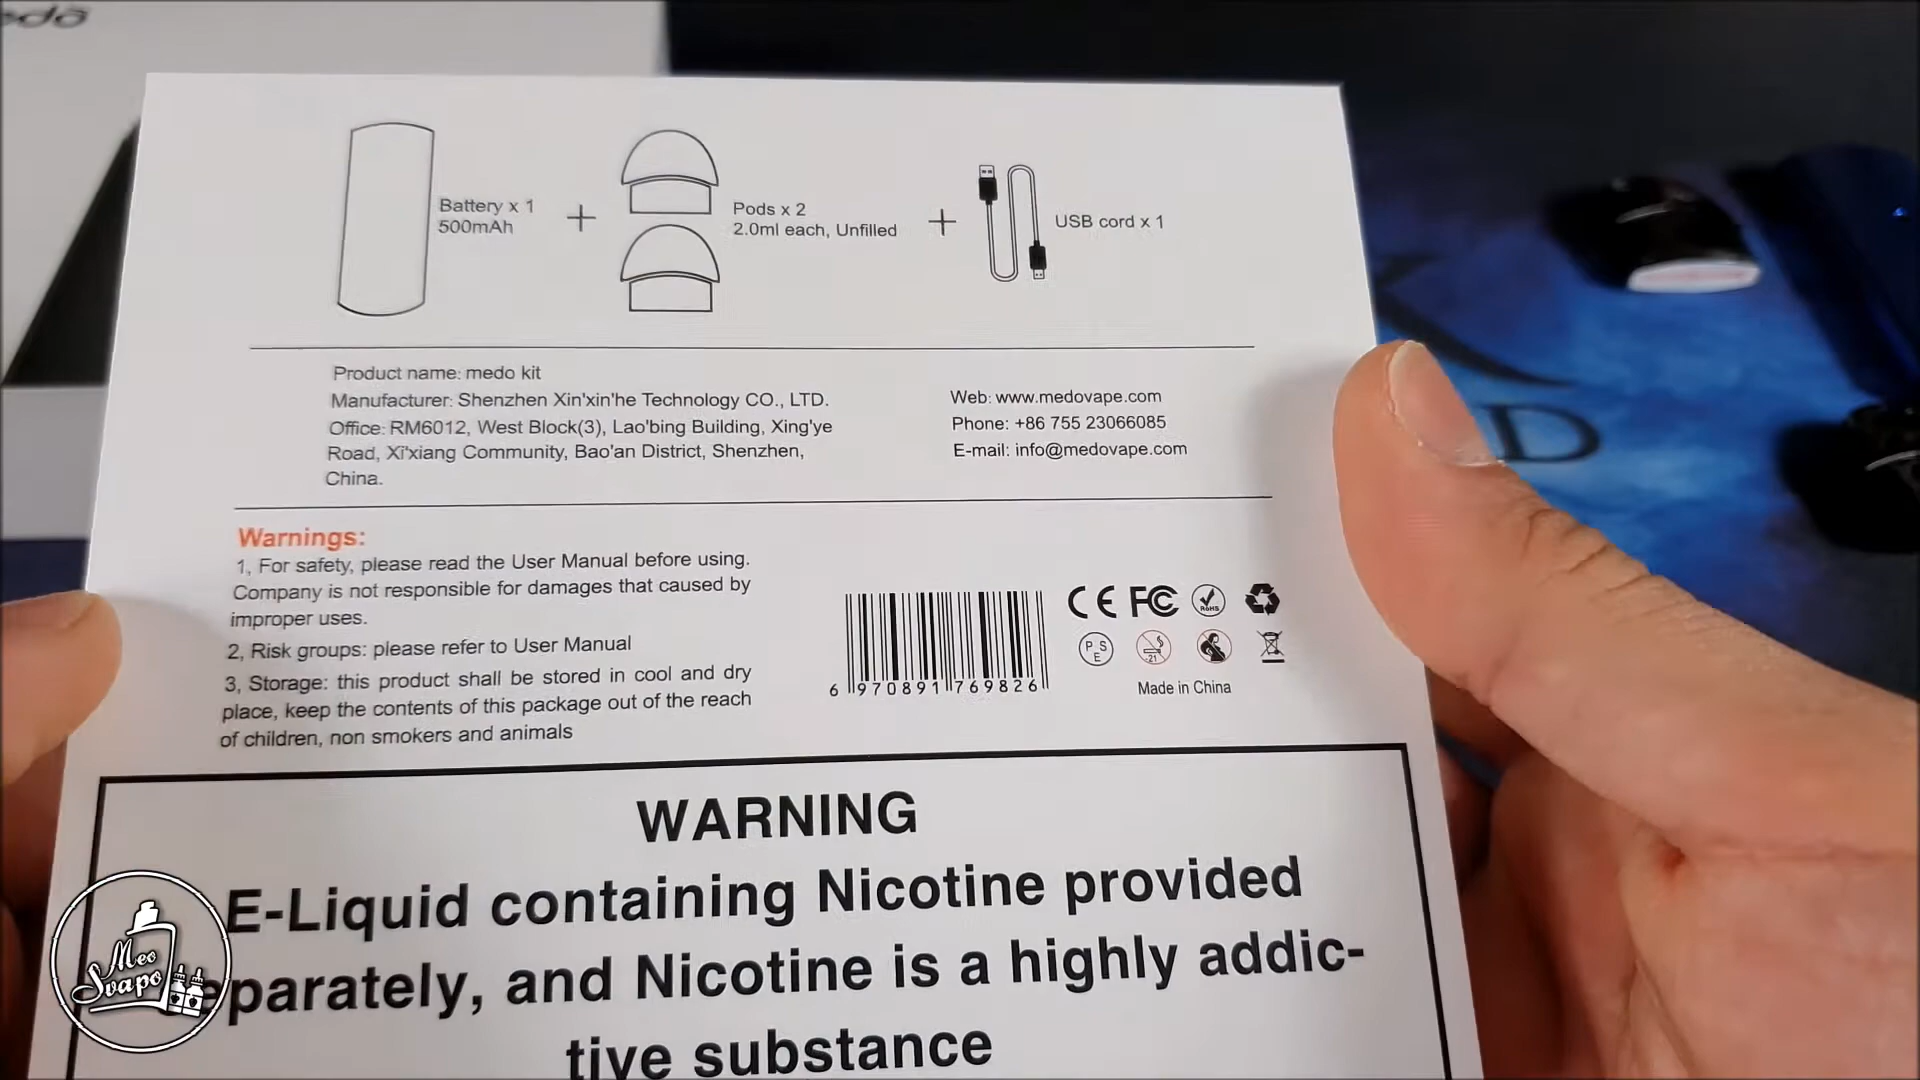 Battery x 1
500mAh
Pods x 2
2.0ml each, Unfilled
USB cord x 1
Product name: medo kit
Manufacturer: Shenzhen Xin'xin'he Technology CO., LTD.
Office: RM6012, West Block(3), Lao'bing Building, Xing'ye
Road, Xi'xiang Community, Bao'an District, Shenzhen,
China.
Web: www.medovape.com
Phone: +86 755 23066085
E-mail: info@medovape.com
Warnings:
1, For safety, please read the User Manual before using.
Company is not responsible for damages that caused by
improper uses.
2, Risk groups: please refer to User Manual
3, Storage: this product shall be stored in cool and dry
place, keep the contents of this package out of the reach
of children, non smokers and animals
6 970891 769826
CE FC RoHS
P S E -21
Made in China
WARNING
E-Liquid containing Nicotine provided
eparately, and Nicotine is a highly addic-
tive substance
Meo
Svapo
D